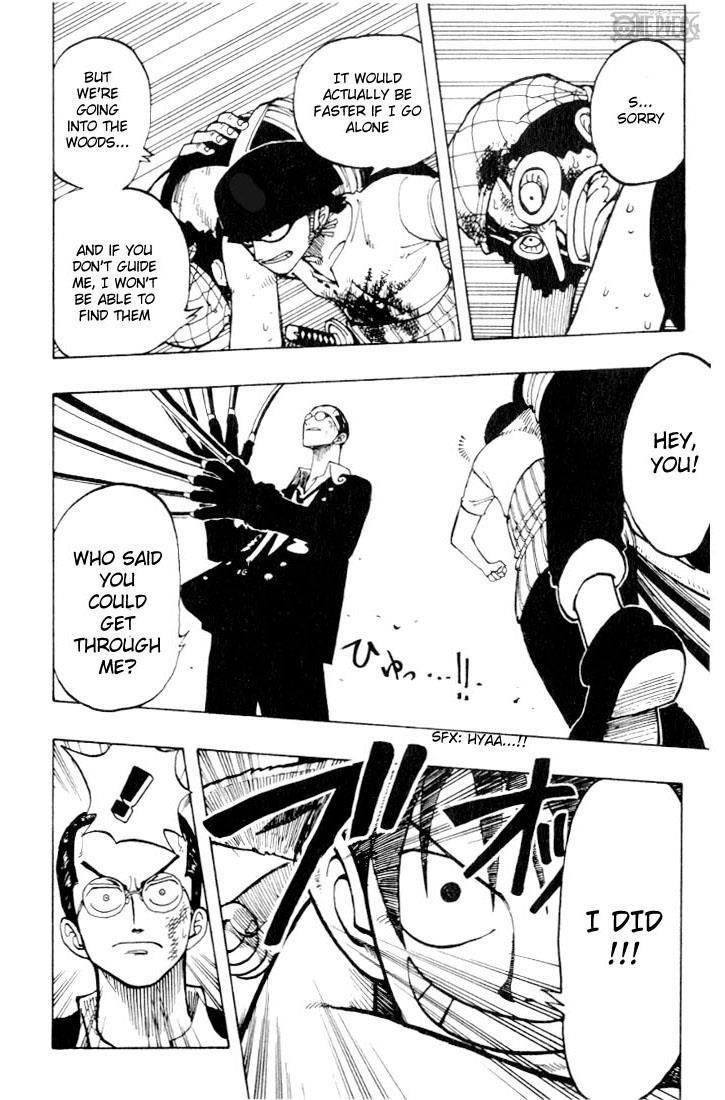 ONE PIECE
S...
SORRY
IT WOULD
ACTUALLY BE
FASTER IF I GO
ALONE
BUT
WE'RE
GOING
INTO THE
WOODS...
AND IF YOU
DON'T GUIDE
ME, I WON'T
BE ABLE TO
FIND THEM
HEY,
YOU!
WHO SAID
YOU
COULD
GET
THROUGH
ME?
ひゅっ…!!
SFX: HYAA...!!
I DID
!!!
オ
ブ
!